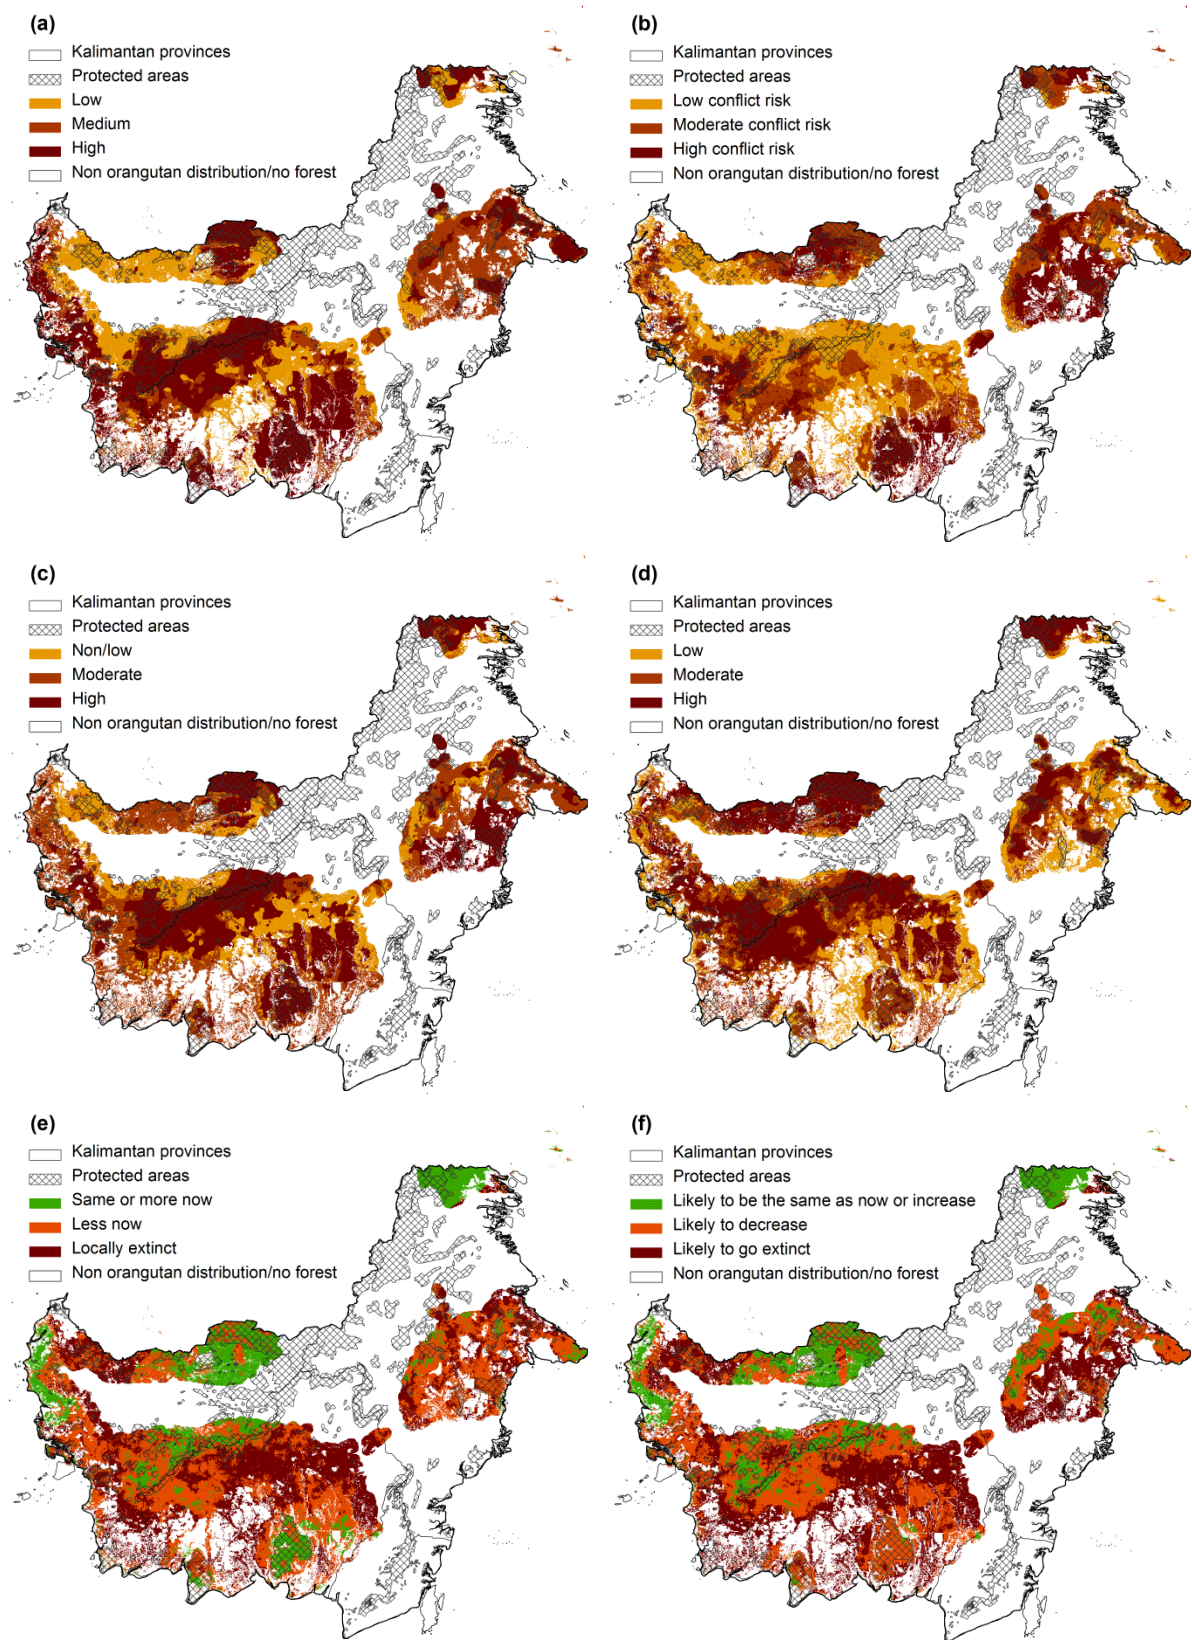 (a)
Kalimantan provinces
Protected areas
Low
Medium
High
Non orangutan distribution/no forest
(b)
Kalimantan provinces
Protected areas
Low conflict risk
Moderate conflict risk
High conflict risk
Non orangutan distribution/no forest
(c)
Kalimantan provinces
Protected areas
Non/low
Moderate
High
Non orangutan distribution/no forest
(d)
Kalimantan provinces
Protected areas
Low
Moderate
High
Non orangutan distribution/no forest
(e)
Kalimantan provinces
Protected areas
Same or more now
Less now
Locally extinct
Non orangutan distribution/no forest
(f)
Kalimantan provinces
Protected areas
Likely to be the same as now or increase
Likely to decrease
Likely to go extinct
Non orangutan distribution/no forest